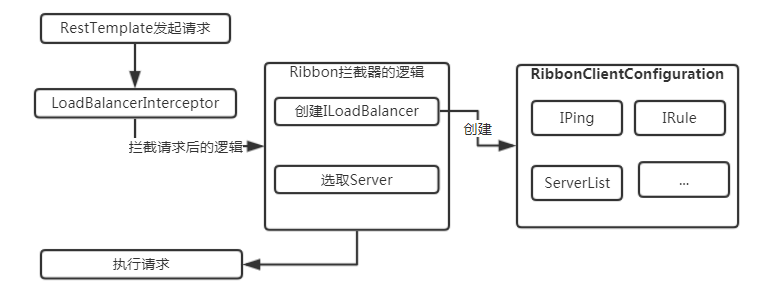 RestTemplate发起请求
LoadBalancerInterceptor
拦截请求后的逻辑
Ribbon拦截器的逻辑
创建ILoadBalancer
选取Server
创建
RibbonClientConfiguration
IPing
IRule
ServerList
...
执行请求